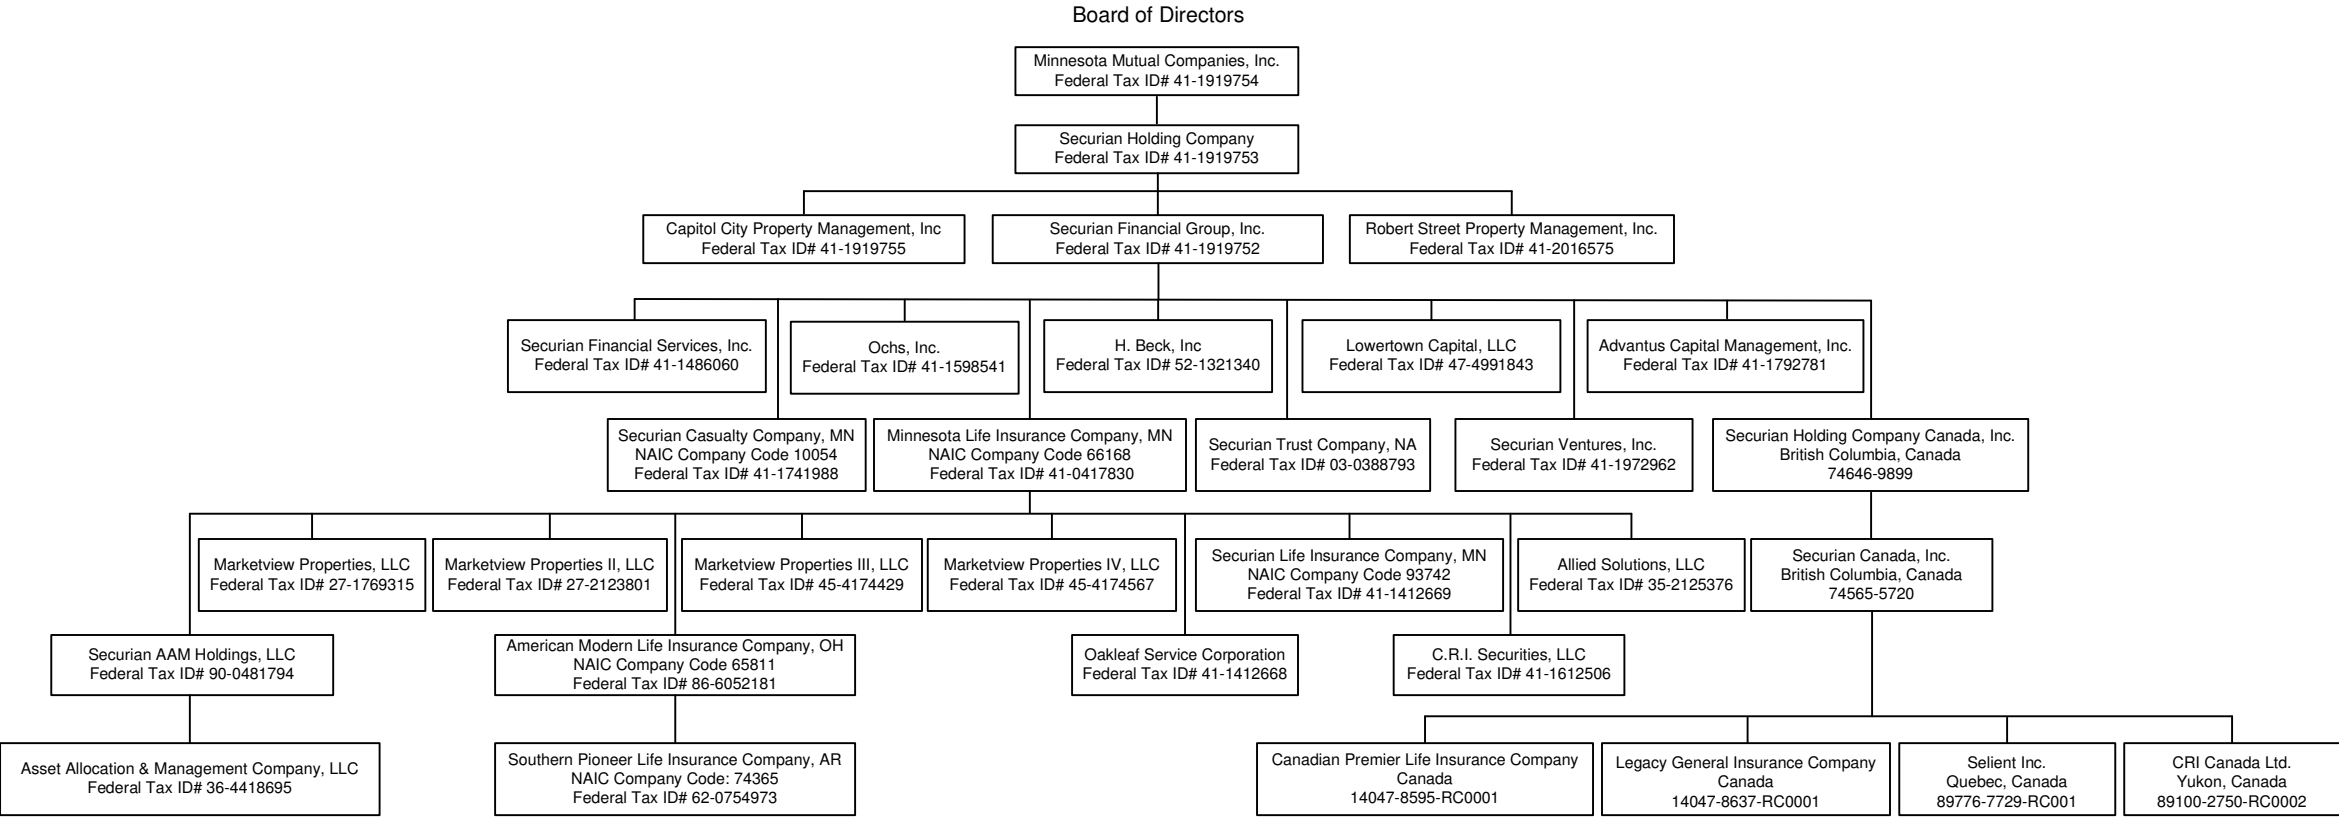 Board of Directors
Minnesota Mutual Companies, Inc.
Federal Tax ID# 41-1919754
Securian Holding Company
Federal Tax ID# 41-1919753
Capitol City Property Management, Inc
Federal Tax ID# 41-1919755
Securian Financial Group, Inc.
Federal Tax ID# 41-1919752
Robert Street Property Management, Inc.
Federal Tax ID# 41-2016575
Securian Financial Services, Inc.
Federal Tax ID# 41-1486060
Ochs, Inc.
Federal Tax ID# 41-1598541
H. Beck, Inc
Federal Tax ID# 52-1321340
Lowertown Capital, LLC
Federal Tax ID# 47-4991843
Advantus Capital Management, Inc.
Federal Tax ID# 41-1792781
Securian Casualty Company, MN
NAIC Company Code 10054
Federal Tax ID# 41-1741988
Minnesota Life Insurance Company, MN
NAIC Company Code 66168
Federal Tax ID# 41-0417830
Securian Trust Company, NA
Federal Tax ID# 03-0388793
Securian Ventures, Inc.
Federal Tax ID# 41-1972962
Securian Holding Company Canada, Inc.
British Columbia, Canada
74646-9899
Marketview Properties, LLC
Federal Tax ID# 27-1769315
Marketview Properties II, LLC
Federal Tax ID# 27-2123801
Marketview Properties III, LLC
Federal Tax ID# 45-4174429
Marketview Properties IV, LLC
Federal Tax ID# 45-4174567
Securian Life Insurance Company, MN
NAIC Company Code 93742
Federal Tax ID# 41-1412669
Allied Solutions, LLC
Federal Tax ID# 35-2125376
Securian Canada, Inc.
British Columbia, Canada
74565-5720
Securian AAM Holdings, LLC
Federal Tax ID# 90-0481794
American Modern Life Insurance Company, OH
NAIC Company Code 65811
Federal Tax ID# 86-6052181
Oakleaf Service Corporation
Federal Tax ID# 41-1412668
C.R.I. Securities, LLC
Federal Tax ID# 41-1612506
Asset Allocation & Management Company, LLC
Federal Tax ID# 36-4418695
Southern Pioneer Life Insurance Company, AR
NAIC Company Code: 74365
Federal Tax ID# 62-0754973
Canadian Premier Life Insurance Company
Canada
14047-8595-RC0001
Legacy General Insurance Company
Canada
14047-8637-RC0001
Selient Inc.
Quebec, Canada
89776-7729-RC001
CRI Canada Ltd.
Yukon, Canada
89100-2750-RC0002